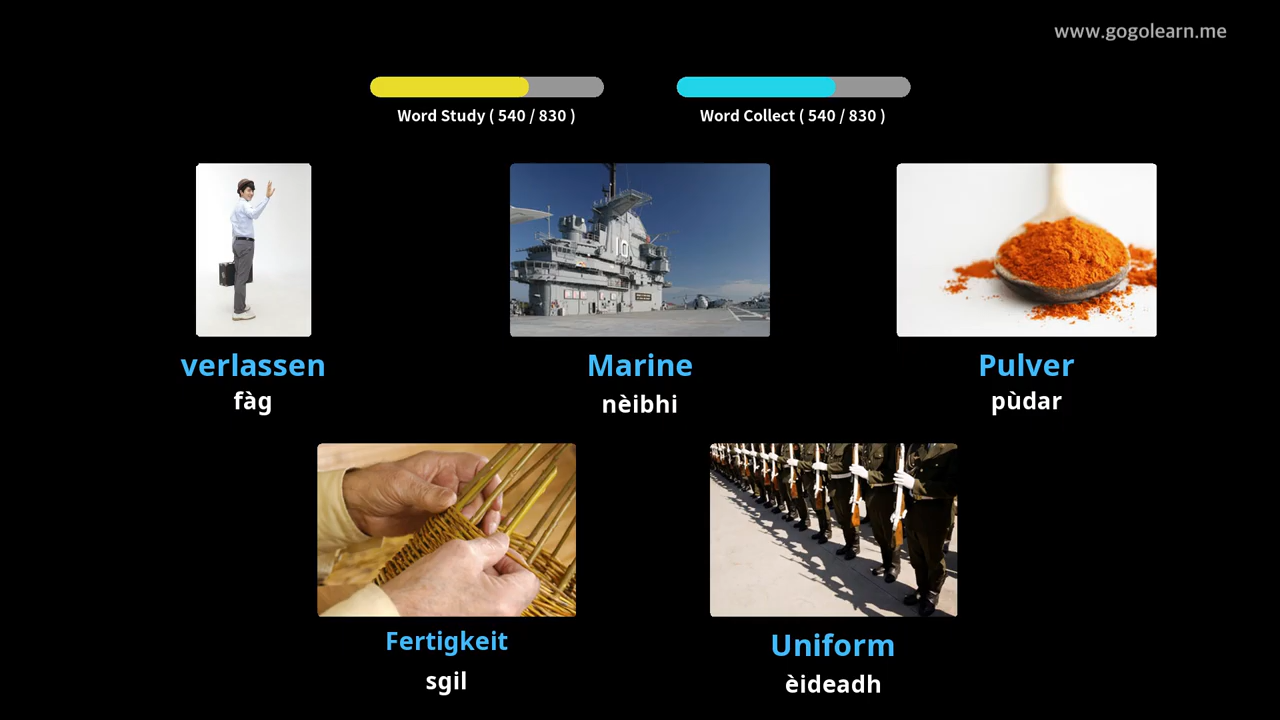 www.gogolearn.me
Word Study ( 540 / 830 )
Word Collect ( 540 / 830 )
verlassen
fàg
Marine
nèibhi
Pulver
pùdar
Fertigkeit
sgil
Uniform
èideadh